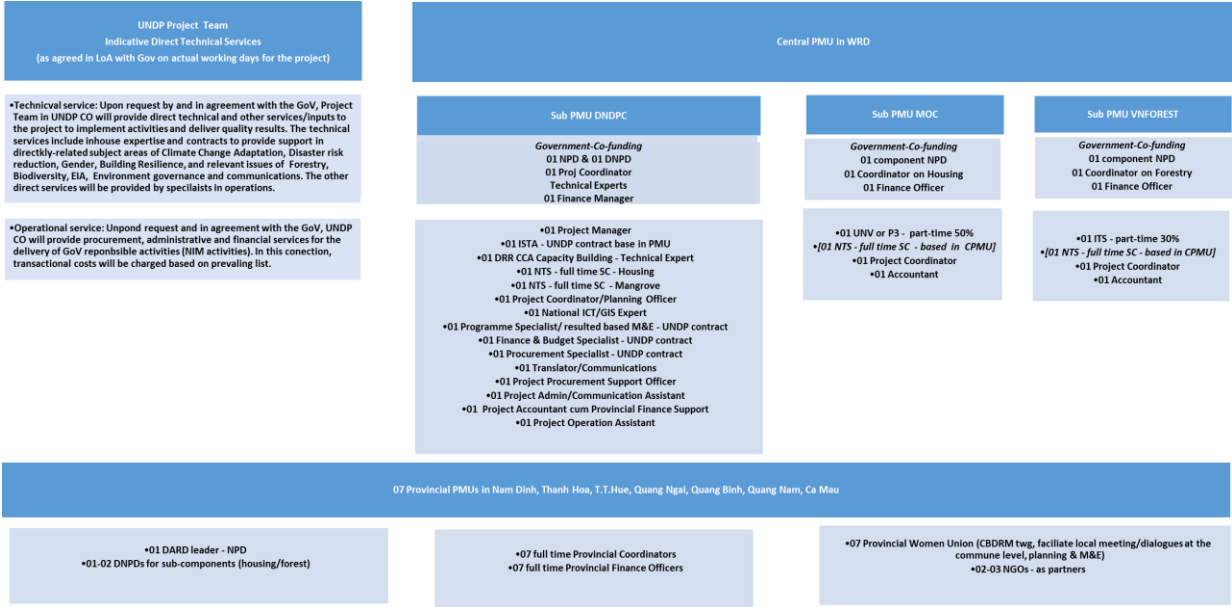 UNDP Project Team
Indicative Direct Technical Services
(as agreed in LoA with Gov on actual working days for the project)
•Technicval service: Upon request by and in agreement with the GoV, Project
Team in UNDP CO will provide direct technical and other services/inputs to
the project to implement activities and deliver quality results. The technical
services include inhouse expertise and contracts to provide support in
directkly-related subject areas of Climate Change Adaptation, Disaster risk
reduction, Gender, Building Resilience, and relevant issues of Forestry,
Biodiversity, EIA, Environment governance and communications. The other
direct services will be provided by specilaists in operations.
•Operational service: Unpond request and in agreement with the GoV, UNDP
CO will provide procurement, administrative and financial services for the
delivery of GoV reponbsible activities (NIM activities). In this conection,
transactional costs will be charged based on prevaling list.
Central PMU in WRD
Sub PMU DNDPC
Government-Co-funding
01 NPD & 01 DNPD
01 Proj Coordinator
Technical Experts
01 Finance Manager
•01 Project Manager
•01 ISTA - UNDP contract base in PMU
•01 DRR CCA Capacity Building - Technical Expert
•01 NTS - full time SC - Housing
•01 NTS - full time SC - Mangrove
•01 Project Coordinator/Planning Officer
•01 National ICT/GIS Expert
•01 Programme Specialist/ resulted based M&E - UNDP contract
•01 Finance & Budget Specialist - UNDP contract
•01 Procurement Specialist - UNDP contract
•01 Translator/Communications
•01 Project Procurement Support Officer
•01 Project Admin/Communication Assistant
•01 Project Accountant cum Provincial Finance Support
•01 Project Operation Assistant
Sub PMU MOC
Government-Co-funding
01 component NPD
01 Coordinator on Housing
01 Finance Officer
•01 UNV or P3 - part-time 50%
•[01 NTS - full time SC - based in CPMU]
•01 Project Coordinator
•01 Accountant
Sub PMU VNFOREST
Government-Co-funding
01 component NPD
01 Coordinator on Forestry
01 Finance Officer
•01 ITS - part-time 30%
•[01 NTS - full time SC - based in CPMU]
•01 Project Coordinator
•01 Accountant
07 Provincial PMUs in Nam Dinh, Thanh Hoa, T.T.Hue, Quang Ngai, Quang Binh, Quang Nam, Ca Mau
•01 DARD leader - NPD
•01-02 DNPDs for sub-components (housing/forest)
•07 full time Provincial Coordinators
•07 full time Provincial Finance Officers
•07 Provincial Women Union (CBDRM twg, faciliate local meeting/dialogues at the
commune level, planning & M&E)
•02-03 NGOs - as partners